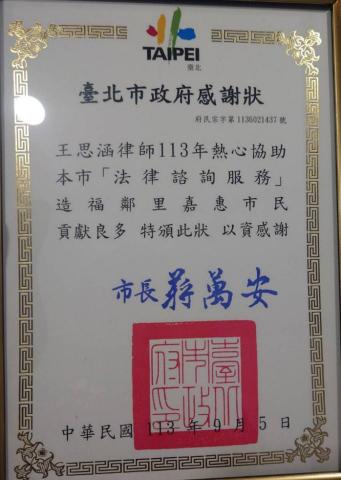 TAIPEI
臺北
臺北市政府感謝狀
府民宗字第1136021437號
王思涵律師113年熱心協助
本市「法律諮詢服務」
造福鄰里嘉惠市民
貢獻良多 特頒此狀 以資感謝
市長 蔣萬安
臺北市政府印
中華民國 113 年 9 月 5 日